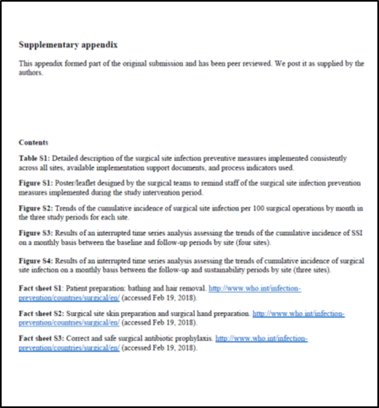 Supplementary appendix
This appendix formed part of the original submission and has been peer reviewed. We post it as supplied by the
authors.
Contents
Table S1: Detailed description of the surgical site infection preventive measures implemented consistently
across all sites, available implementation support documents, and process indicators used.
Figure S1: Poster/leaflet designed by the surgical teams to remind staff of the surgical site infection prevention
measures implemented during the study intervention period.
Figure S2: Trends of the cumulative incidence of surgical site infection per 100 surgical operations by month in
the three study periods for each site.
Figure S3: Results of an interrupted time series analysis assessing the trends of the cumulative incidence of SSI
on a monthly basis between the baseline and follow-up periods by site (four sites).
Figure S4: Results of an interrupted time series analysis assessing the trends of cumulative incidence of surgical
site infection on a monthly basis between the follow-up and sustainability periods by site (three sites).
Fact sheet S1: Patient preparation: bathing and hair removal. http://www.who.int/infection-
prevention/countries/surgical/en/ (accessed Feb 19, 2018).
Fact sheet S2: Surgical site skin preparation and surgical hand preparation. http://www.who.int/infection-
prevention/countries/surgical/en/ (accessed Feb 19, 2018).
Fact sheet S3: Correct and safe surgical antibiotic prophylaxis. http://www.who.int/infection-
prevention/countries/surgical/en/ (accessed Feb 19, 2018).